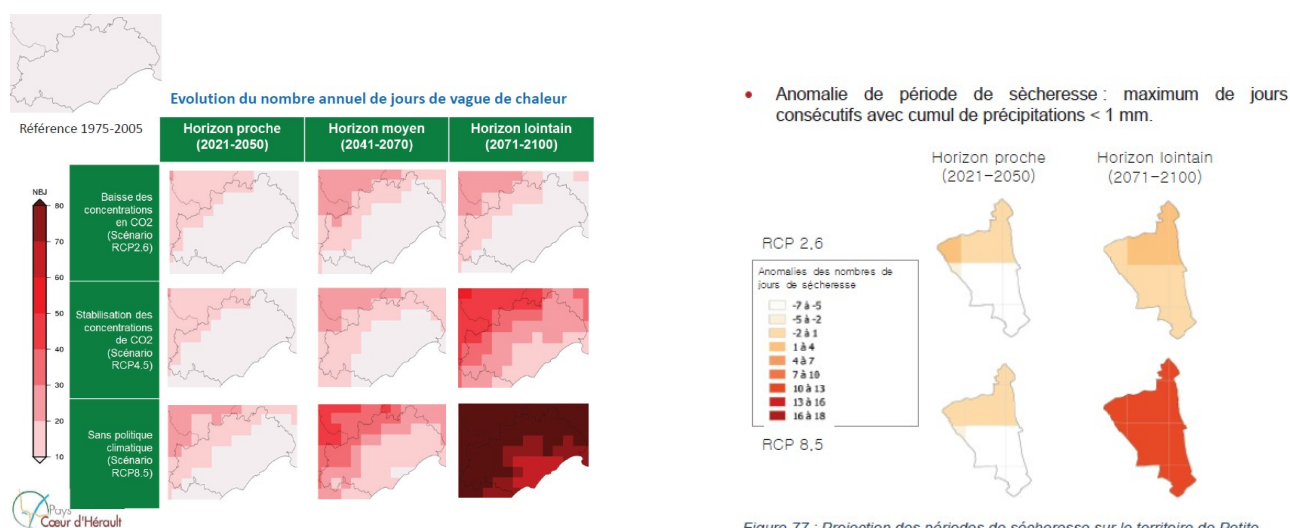 Evolution du nombre annuel de jours de vague de chaleur
Référence 1975-2005
Horizon proche
(2021-2050)
Horizon moyen
(2041-2070)
Horizon lointain
(2071-2100)
NBJ
80
70
60
50
40
30
20
10
Baisse des
concentrations
en CO2
(Scénario
RCP2.6)
Stabilisation des
concentrations
de CO2
(Scénario
RCP4.5)
Sans politique
climatique
(Scénario
RCP8.5)
Pays
Cœur d'Hérault
• Anomalie de période de sècheresse : maximum de jours
consécutifs avec cumul de précipitations < 1 mm.
Horizon proche
(2021-2050)
Horizon lointain
(2071-2100)
RCP 2,6
Anomalies des nombres de
jours de sécheresse
-7 à -5
-5 à -2
-2 à 1
1 à 4
4 à 7
7 à 10
10 à 13
13 à 16
16 à 18
RCP 8,5
Figure 77 : Projection des périodes de sécheresse sur le territoire de Petite